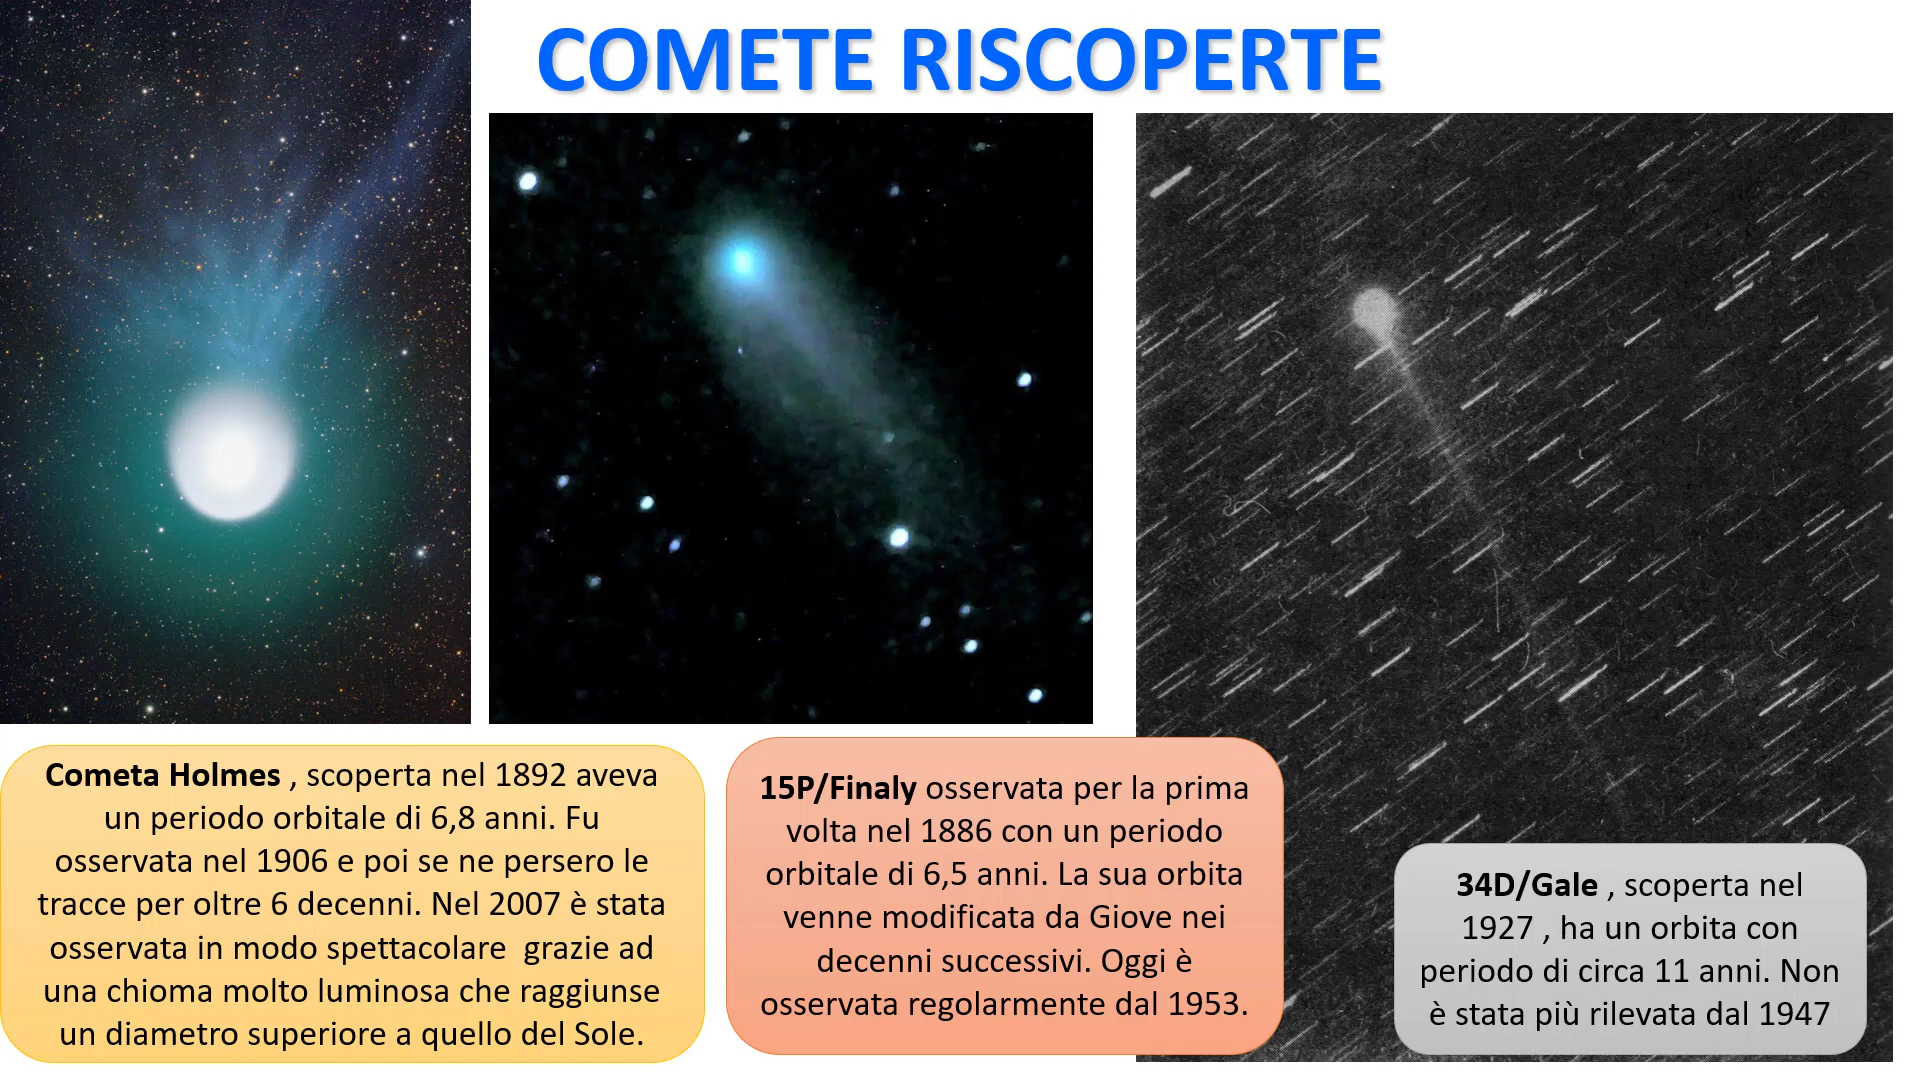 COMETE RISCOPERTE
Cometa Holmes , scoperta nel 1892 aveva
un periodo orbitale di 6,8 anni. Fu
osservata nel 1906 e poi se ne persero le
tracce per oltre 6 decenni. Nel 2007 è stata
osservata in modo spettacolare  grazie ad
una chioma molto luminosa che raggiunse
un diametro superiore a quello del Sole.
15P/Finaly osservata per la prima
volta nel 1886 con un periodo
orbitale di 6,5 anni. La sua orbita
venne modificata da Giove nei
decenni successivi. Oggi è
osservata regolarmente dal 1953.
34D/Gale , scoperta nel
1927 , ha un orbita con
periodo di circa 11 anni. Non
è stata più rilevata dal 1947